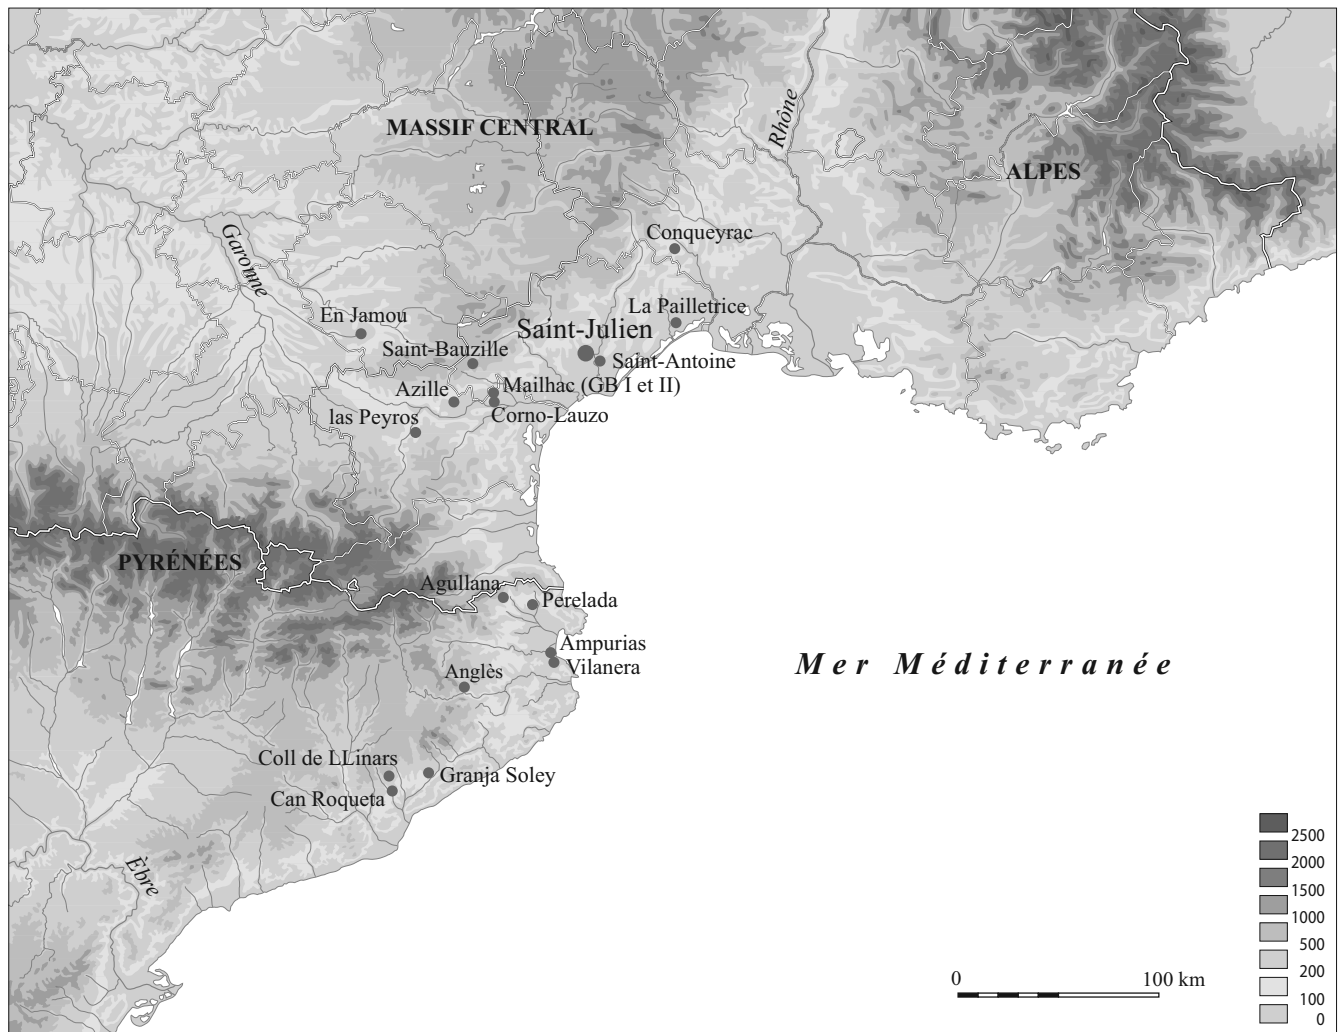 MASSIF CENTRAL
Rhône
ALPES
Garonne
Conqueyrac
La Pailletrice
En Jamou
Saint-Julien
Saint-Bauzille
Saint-Antoine
Azille
Mailhac (GB I et II)
las Peyros
Corno-Lauzo
PYRÉNÉES
Agullana
Perelada
Ampurias
Vilanera
Mer Méditerranée
Anglès
Coll de LLinars
Granja Soley
Can Roqueta
Èbre
2500
2000
1500
1000
500
200
100
0
0 100 km